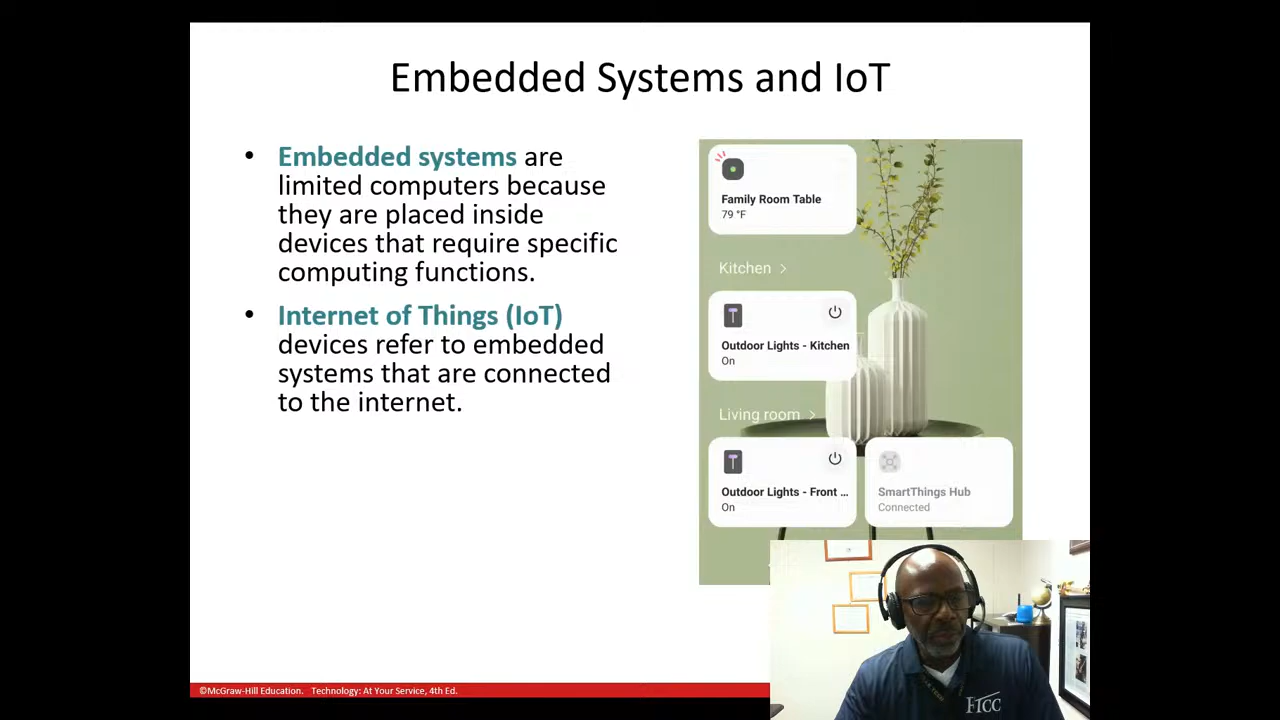 Embedded Systems and IoT
• Embedded systems are
limited computers because
they are placed inside
devices that require specific
computing functions.
• Internet of Things (IoT)
devices refer to embedded
systems that are connected
to the internet.
Family Room Table
79 °F
Kitchen >
Outdoor Lights - Kitchen
On
Living room >
Outdoor Lights - Front ...
On
SmartThings Hub
Connected
©McGraw-Hill Education. Technology: At Your Service, 4th Ed.